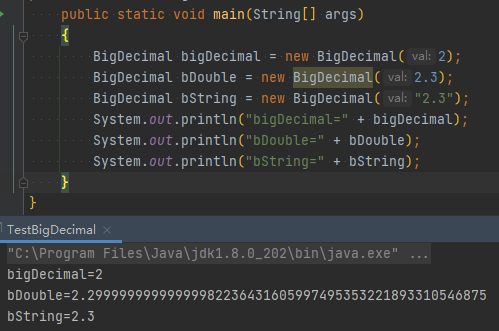 public static void main(String[] args)
{
BigDecimal bigDecimal = new BigDecimal( val: 2);
BigDecimal bDouble = new BigDecimal( val: 2.3);
BigDecimal bString = new BigDecimal( val: "2.3");
System.out.println("bigDecimal=" + bigDecimal);
System.out.println("bDouble=" + bDouble);
System.out.println("bString=" + bString);
}
}
TestBigDecimal ×
"C:\Program Files\Java\jdk1.8.0_202\bin\java.exe" ...
bigDecimal=2
bDouble=2.29999999999999982236431605997495353221893310546875
bString=2.3